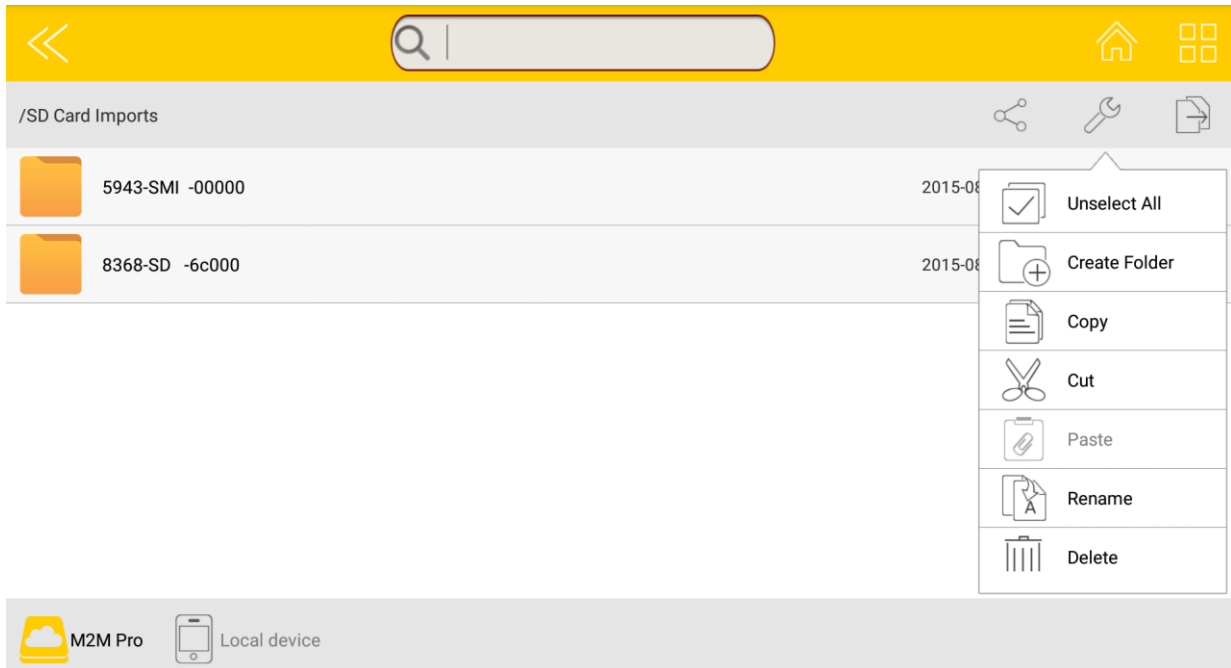 /SD Card Imports
5943-SMI -00000
2015-08
8368-SD -6c000
2015-08
Unselect All
Create Folder
Copy
Cut
Paste
A
Rename
Delete
M2M Pro
Local device